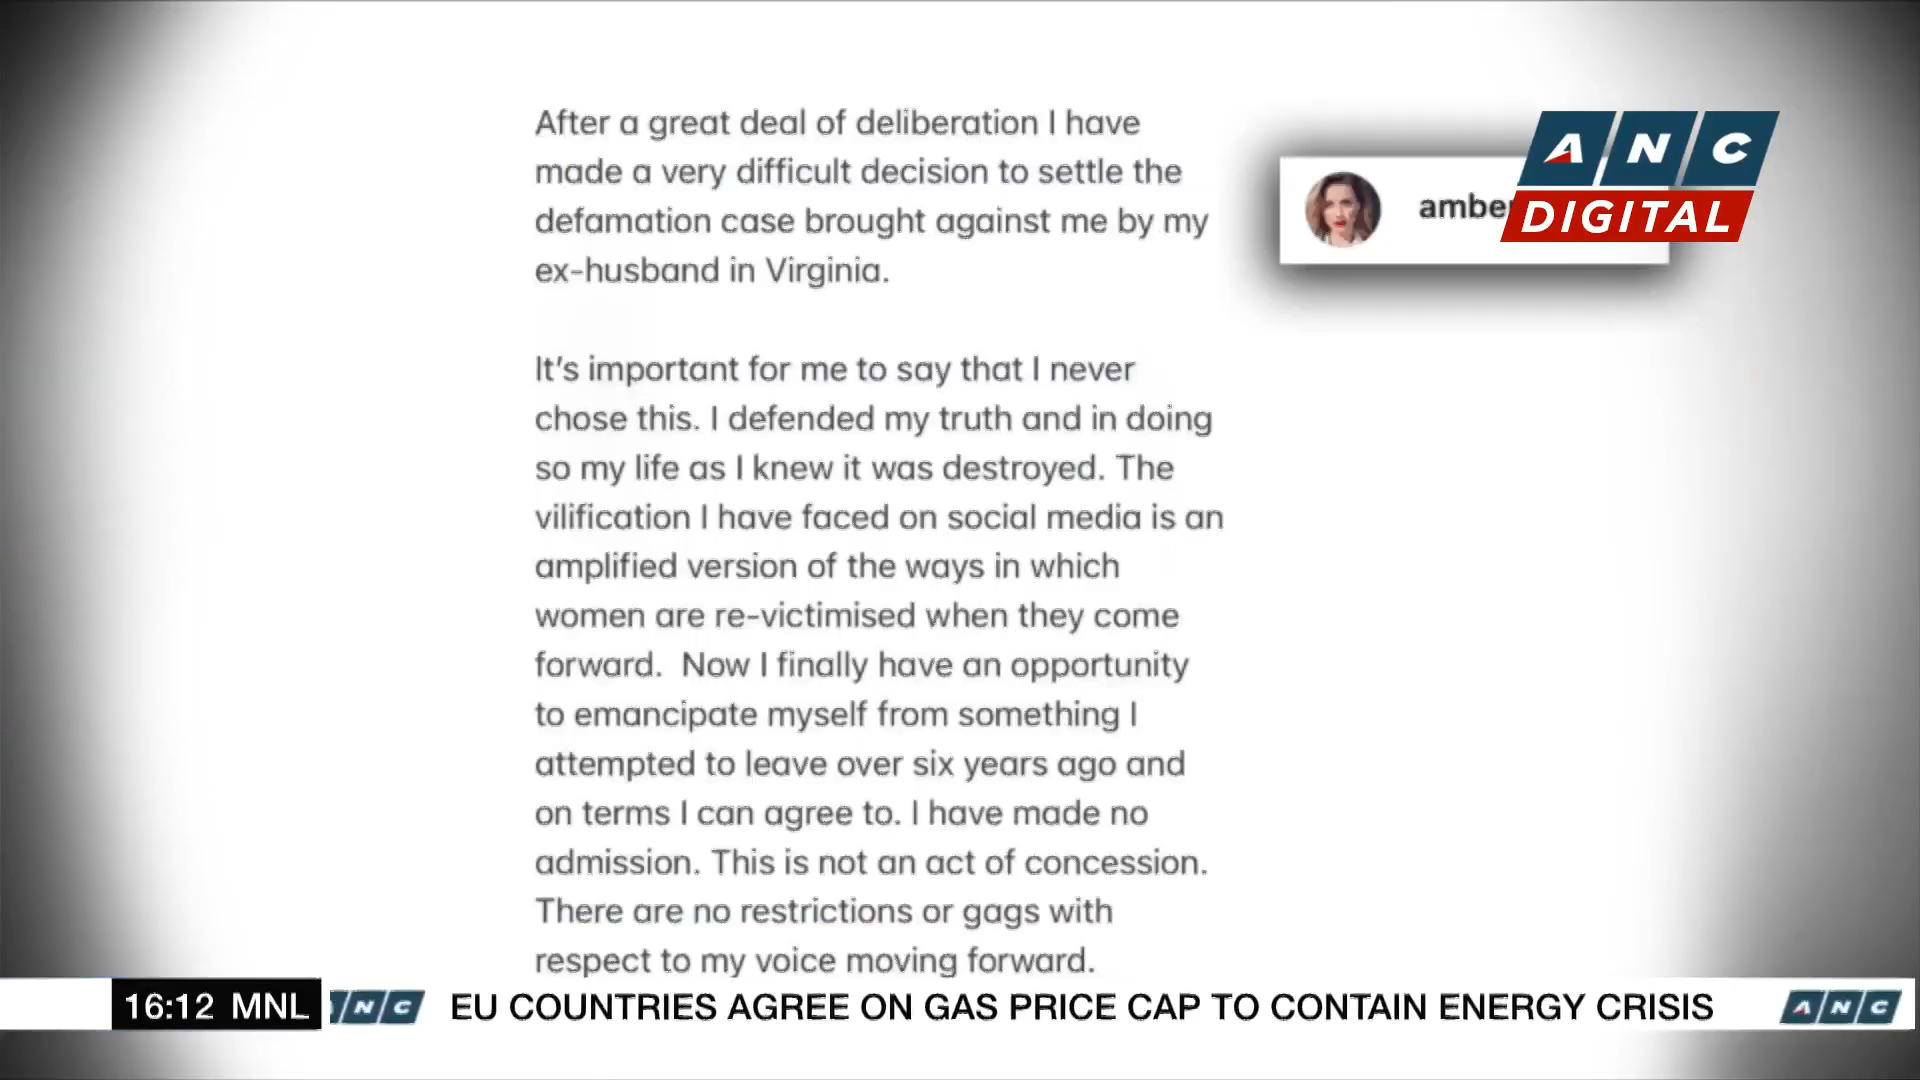 After a great deal of deliberation I have
made a very difficult decision to settle the
defamation case brought against me by my
ex-husband in Virginia.
It's important for me to say that I never
chose this. I defended my truth and in doing
so my life as I knew it was destroyed. The
vilification I have faced on social media is an
amplified version of the ways in which
women are re-victimised when they come
forward.  Now I finally have an opportunity
to emancipate myself from something I
attempted to leave over six years ago and
on terms I can agree to. I have made no
admission. This is not an act of concession.
There are no restrictions or gags with
respect to my voice moving forward.
ANC
DIGITAL
16:12 MNL ANC EU COUNTRIES AGREE ON GAS PRICE CAP TO CONTAIN ENERGY CRISIS ANC